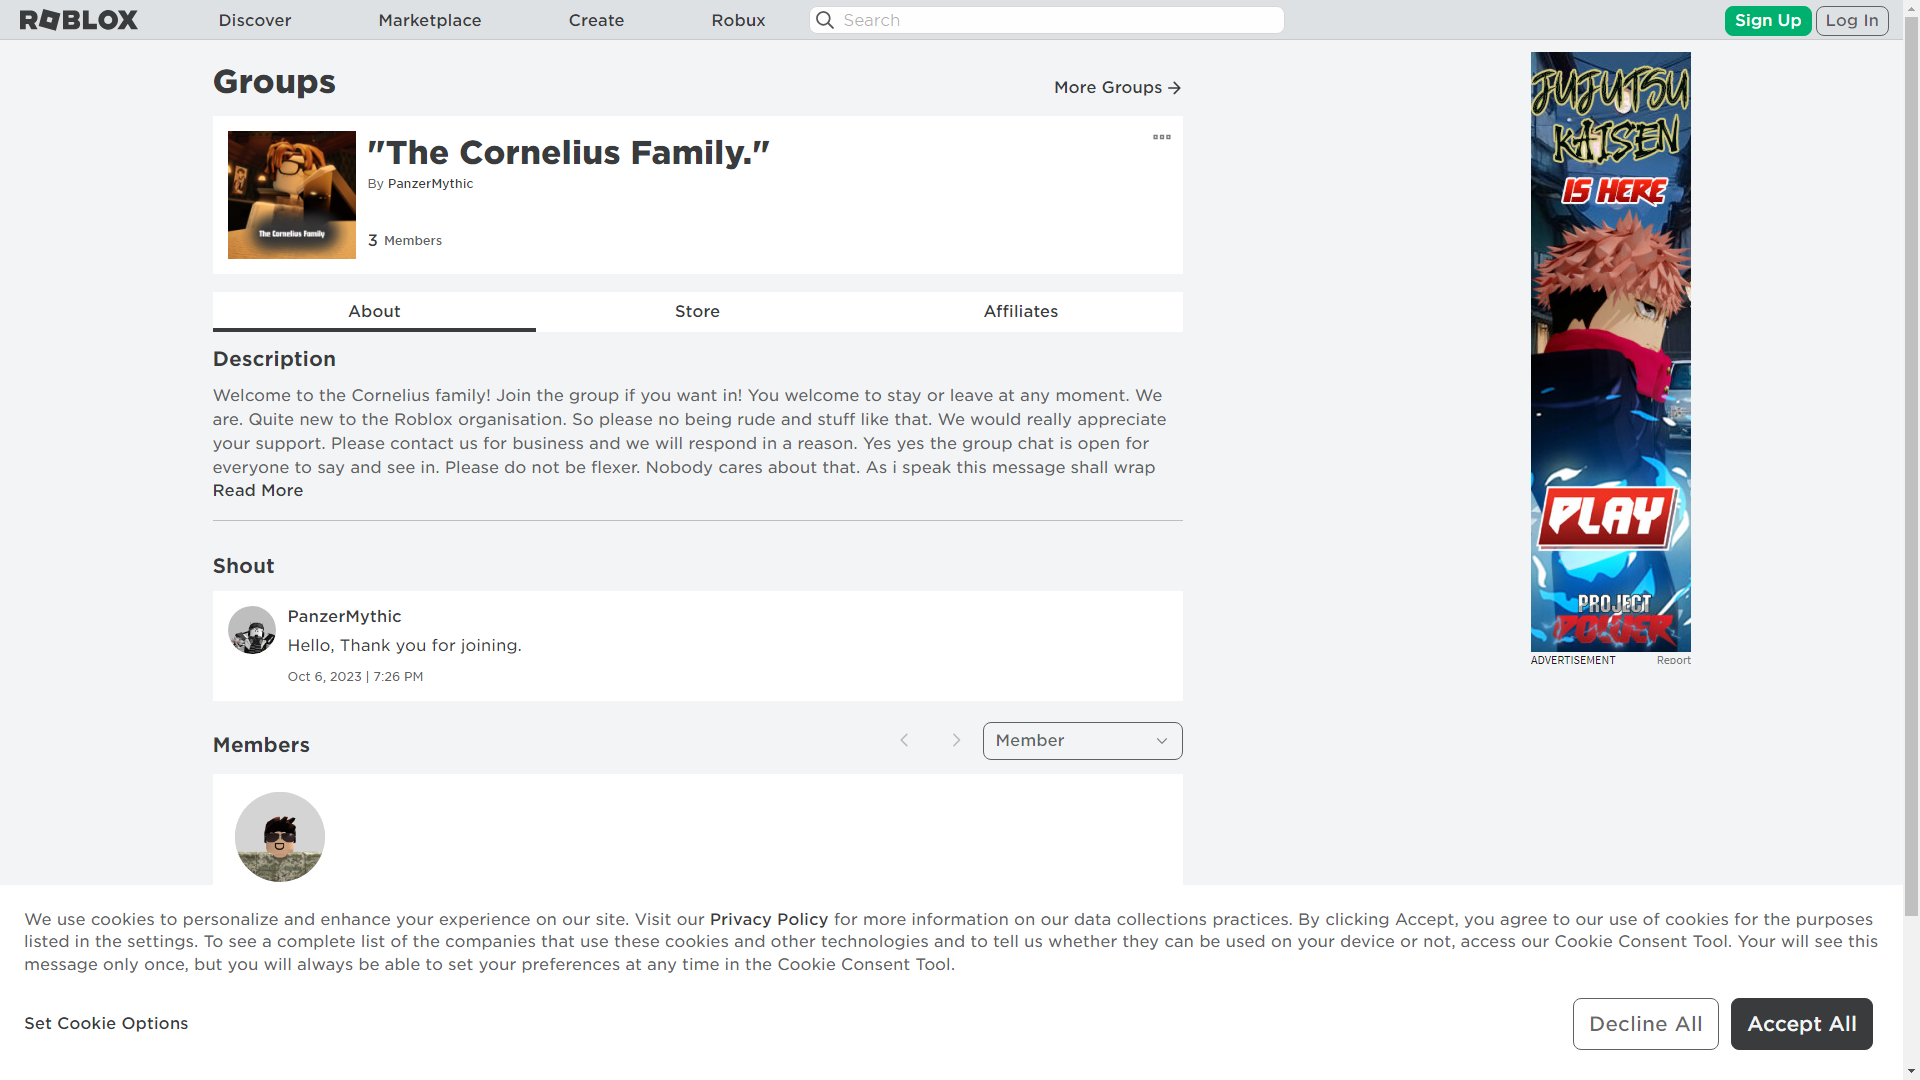 ROBLOX
Discover
Marketplace
Create
Robux
Search
Sign Up
Log In
Groups
More Groups →
The Cornelius Family
"The Cornelius Family."
By PanzerMythic
3 Members
About
Store
Affiliates
Description
Welcome to the Cornelius family! Join the group if you want in! You welcome to stay or leave at any moment. We
are. Quite new to the Roblox organisation. So please no being rude and stuff like that. We would really appreciate
your support. Please contact us for business and we will respond in a reason. Yes yes the group chat is open for
everyone to say and see in. Please do not be flexer. Nobody cares about that. As i speak this message shall wrap
Read More
Shout
PanzerMythic
Hello, Thank you for joining.
Oct 6, 2023 | 7:26 PM
Members
Member
JUJUTSU
KAISEN
IS HERE
PLAY
PROJECT
POWER
ADVERTISEMENT
Report
We use cookies to personalize and enhance your experience on our site. Visit our Privacy Policy for more information on our data collections practices. By clicking Accept, you agree to our use of cookies for the purposes
listed in the settings. To see a complete list of the companies that use these cookies and other technologies and to tell us whether they can be used on your device or not, access our Cookie Consent Tool. Your will see this
message only once, but you will always be able to set your preferences at any time in the Cookie Consent Tool.
Set Cookie Options
Decline All
Accept All